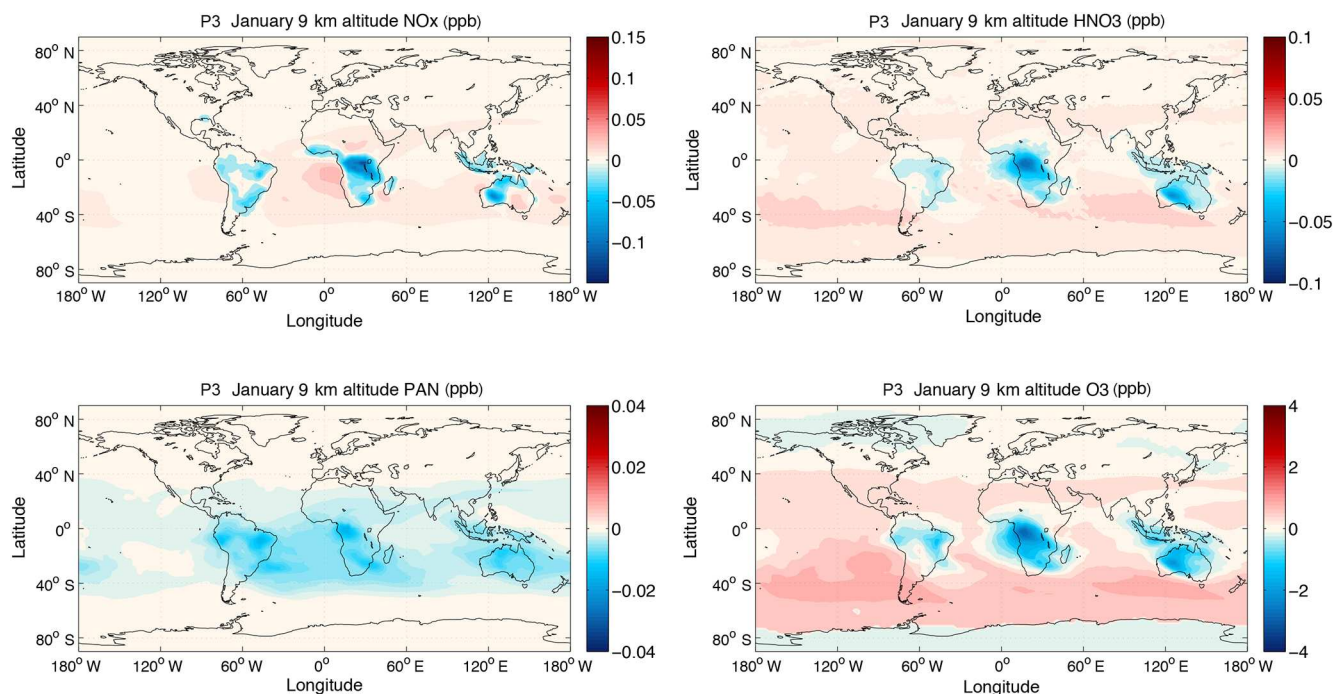 P3 January 9 km altitude NOx (ppb)
80° N
40° N
0°
40° S
80° S
Latitude
180° W 120° W 60° W 0° 60° E 120° E 180° W
Longitude
0.15
0.1
0.05
0
−0.05
−0.1
P3 January 9 km altitude HNO3 (ppb)
80° N
40° N
0°
40° S
80° S
Latitude
180° W 120° W 60° W 0° 60° E 120° E 180° W
Longitude
0.1
0.05
0
−0.05
−0.1
P3 January 9 km altitude PAN (ppb)
80° N
40° N
0°
40° S
80° S
Latitude
180° W 120° W 60° W 0° 60° E 120° E 180° W
Longitude
0.04
0.02
0
−0.02
−0.04
P3 January 9 km altitude O3 (ppb)
80° N
40° N
0°
40° S
80° S
Latitude
180° W 120° W 60° W 0° 60° E 120° E 180° W
Longitude
4
2
0
−2
−4